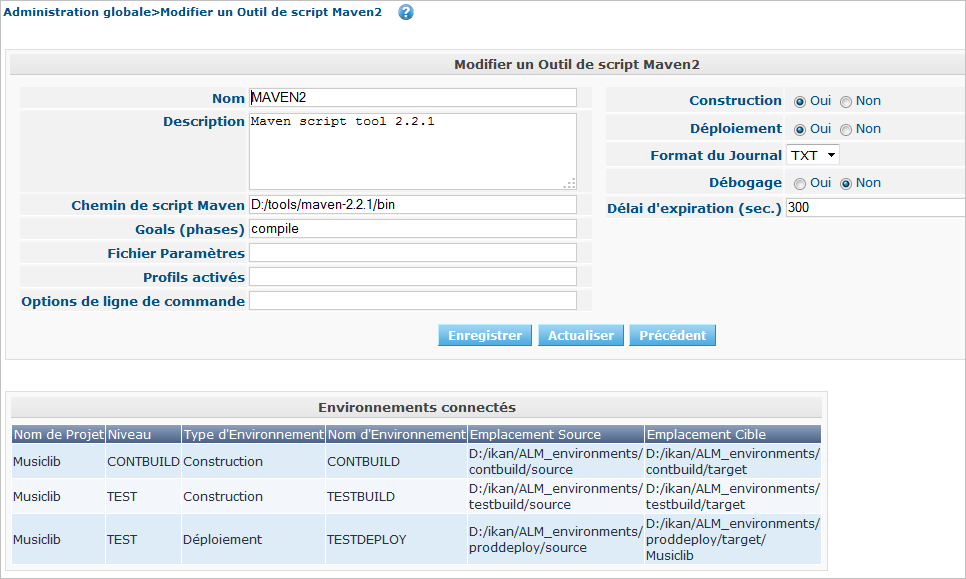 Administration globale>Modifier un Outil de script Maven2 ?
Modifier un Outil de script Maven2
Nom MAVEN2
Description Maven script tool 2.2.1
Chemin de script Maven D:/tools/maven-2.2.1/bin
Goals (phases) compile
Fichier Paramètres
Profils activés
Options de ligne de commande
Construction Oui Non
Déploiement Oui Non
Format du Journal TXT
Débogage Oui Non
Délai d'expiration (sec.) 300
Enregistrer Actualiser Précédent
Environnements connectés
Nom de Projet Niveau Type d'Environnement Nom d'Environnement Emplacement Source Emplacement Cible
Musiclib CONTBUILD Construction CONTBUILD D:/ikan/ALM_environments/ D:/ikan/ALM_environments/
contbuild/source contbuild/target
Musiclib TEST Construction TESTBUILD D:/ikan/ALM_environments/ D:/ikan/ALM_environments/
testbuild/source testbuild/target
Musiclib TEST Déploiement TESTDEPLOY D:/ikan/ALM_environments/ D:/ikan/ALM_environments/
proddeploy/source proddeploy/target/
Musiclib